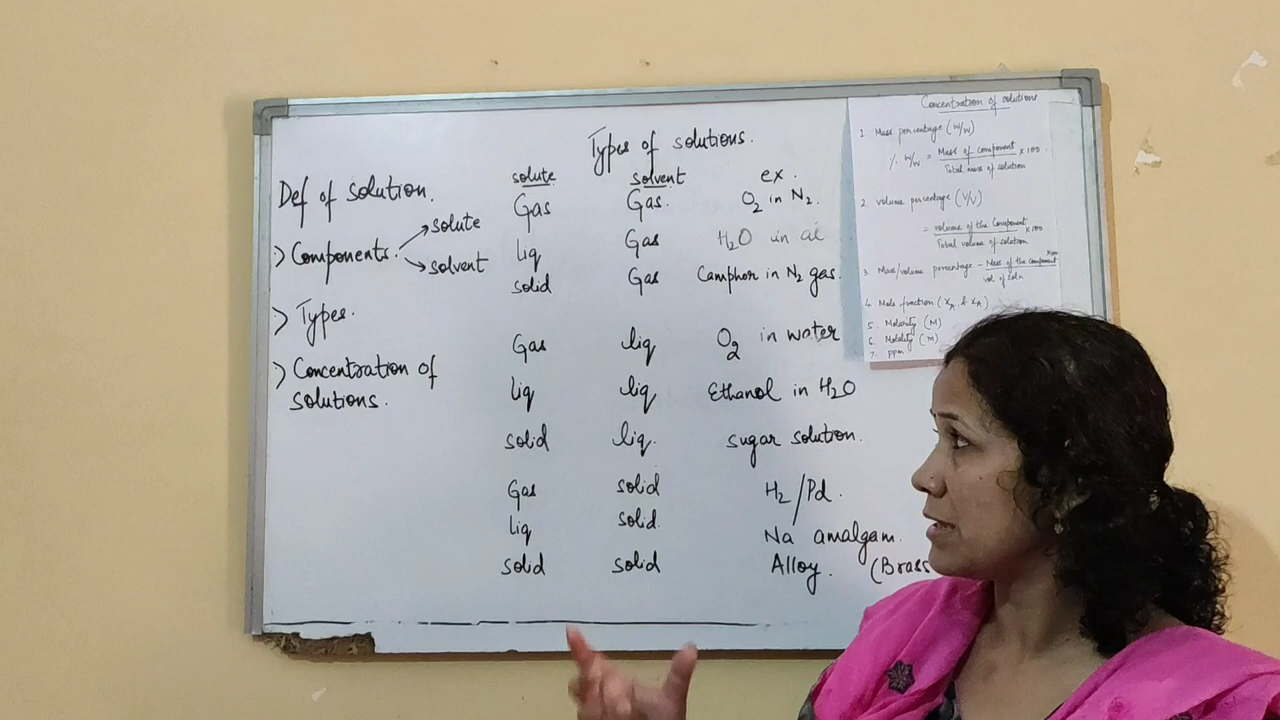 Types of solutions.
Def of solution.
> Components.
solute
solvent
> Types.
> Concentration of
solutions.
solute solvent ex.
Gas Gas. O2 in N2.
liq Gas H2O in ai
solid Gas Camphor in N2 gas.
Gas liq O2 in water
liq liq Ethanol in H2O
solid liq. sugar solution.
Gas solid H2/Pd.
liq solid. Na amalgam.
solid solid Alloy. (Brass
Concentration of solutions
1. Mass percentage (W/W)
% W/W = Mass of component / Total mass of solution × 100.
2. volume percentage (V/V)
= volume of the component / Total volume of solution × 100.
3. Mass/volume percentage = Mass of the component / vol of soln
4. Mole fraction (xA & xA)
5. Molarity (M)
6. Molality (m)
7. ppm